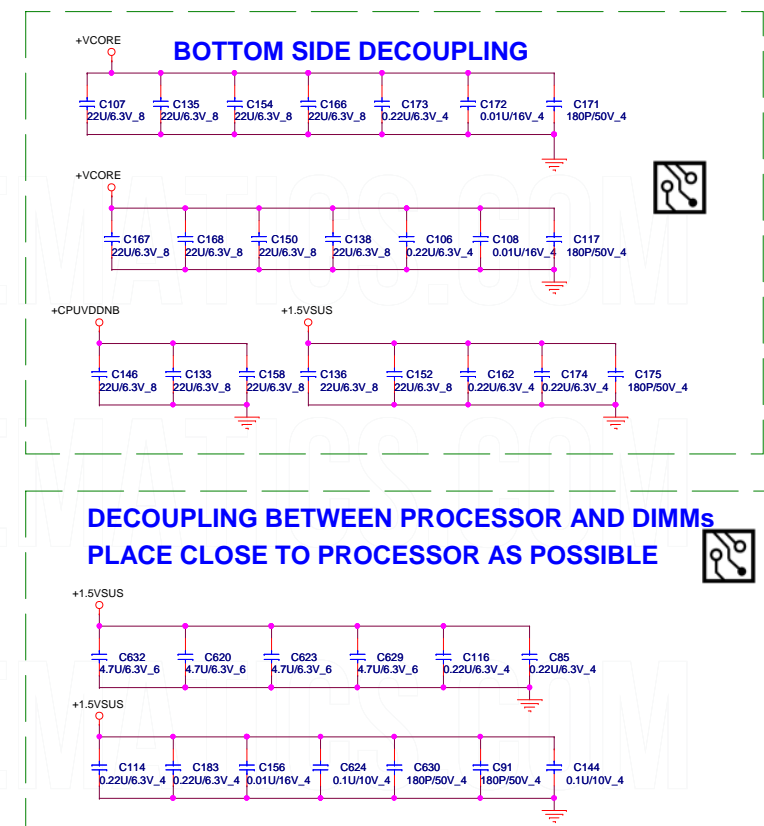 +VCORE
BOTTOM SIDE DECOUPLING
C107 C135 C154 C166 C173 C172 C171
22U/6.3V_8 22U/6.3V_8 22U/6.3V_8 22U/6.3V_8 0.22U/6.3V_4 0.01U/16V_4 180P/50V_4
+VCORE
C167 C168 C150 C138 C106 C108 C117
22U/6.3V_8 22U/6.3V_8 22U/6.3V_8 22U/6.3V_8 0.22U/6.3V_4 0.01U/16V_4 180P/50V_4
+CPUVDDNB +1.5VSUS
C146 C133 C158 C136 C152 C162 C174 C175
22U/6.3V_8 22U/6.3V_8 22U/6.3V_8 22U/6.3V_8 22U/6.3V_8 0.22U/6.3V_4 0.22U/6.3V_4 180P/50V_4
DECOUPLING BETWEEN PROCESSOR AND DIMMs
PLACE CLOSE TO PROCESSOR AS POSSIBLE
+1.5VSUS
C632 C620 C623 C629 C116 C85
4.7U/6.3V_6 4.7U/6.3V_6 4.7U/6.3V_6 4.7U/6.3V_6 0.22U/6.3V_4 0.22U/6.3V_4
+1.5VSUS
C114 C183 C156 C624 C630 C91 C144
0.22U/6.3V_4 0.22U/6.3V_4 0.01U/16V_4 0.1U/10V_4 180P/50V_4 180P/50V_4 0.1U/10V_4